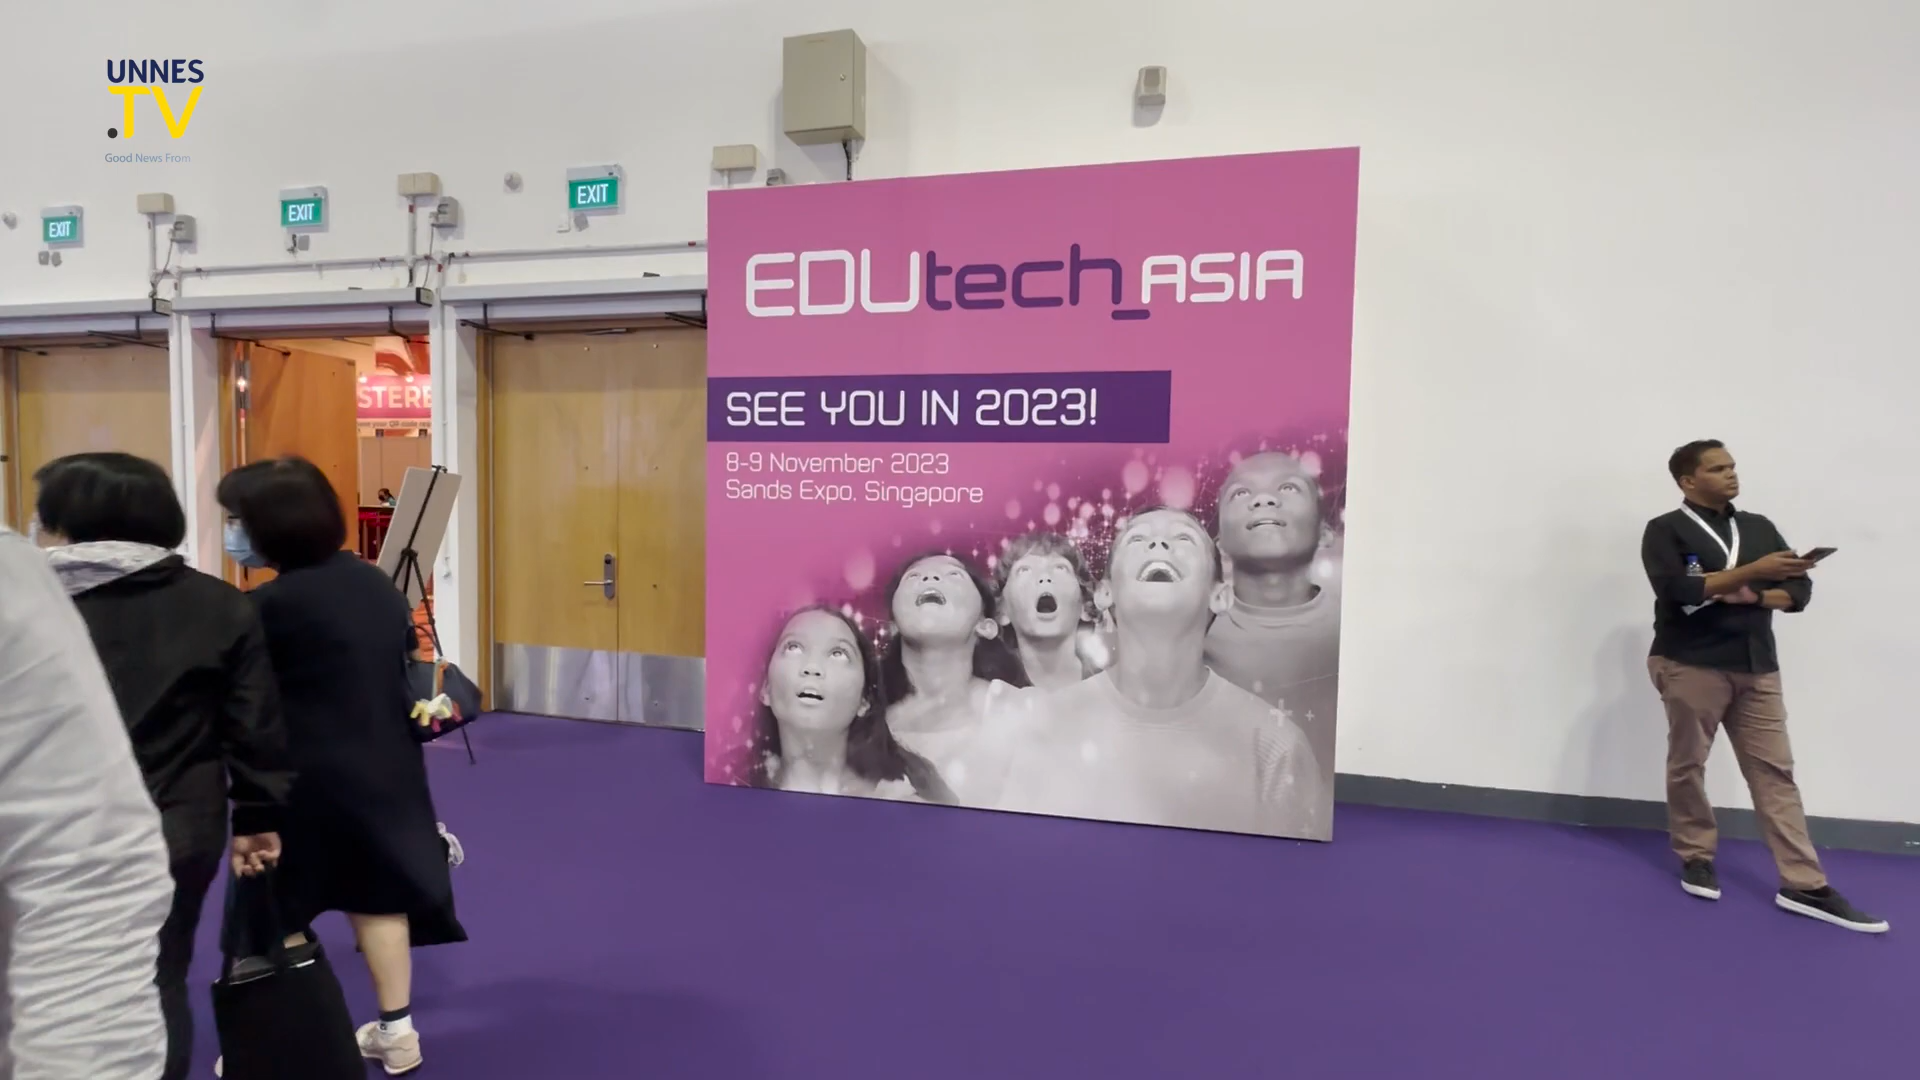 UNNES
.TV
Good News From
EXIT
EXIT
EXIT
EDUtech_ASIA
SEE YOU IN 2023!
8-9 November 2023
Sands Expo, Singapore
STERE